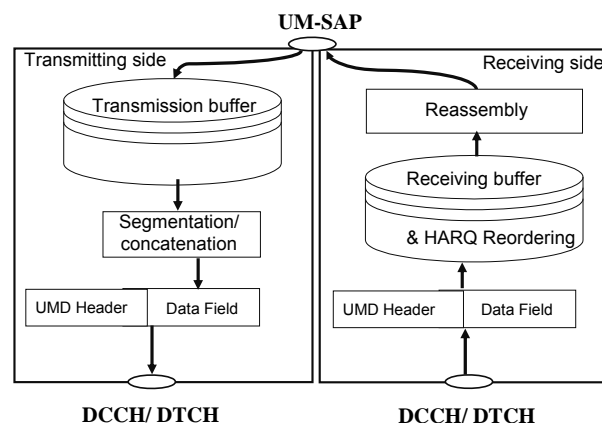 UM-SAP
Transmitting side
Transmission buffer
Segmentation/
concatenation
UMD Header
Data Field
DCCH/ DTCH
Receiving side
Reassembly
Receiving buffer
& HARQ Reordering
UMD Header
Data Field
DCCH/ DTCH